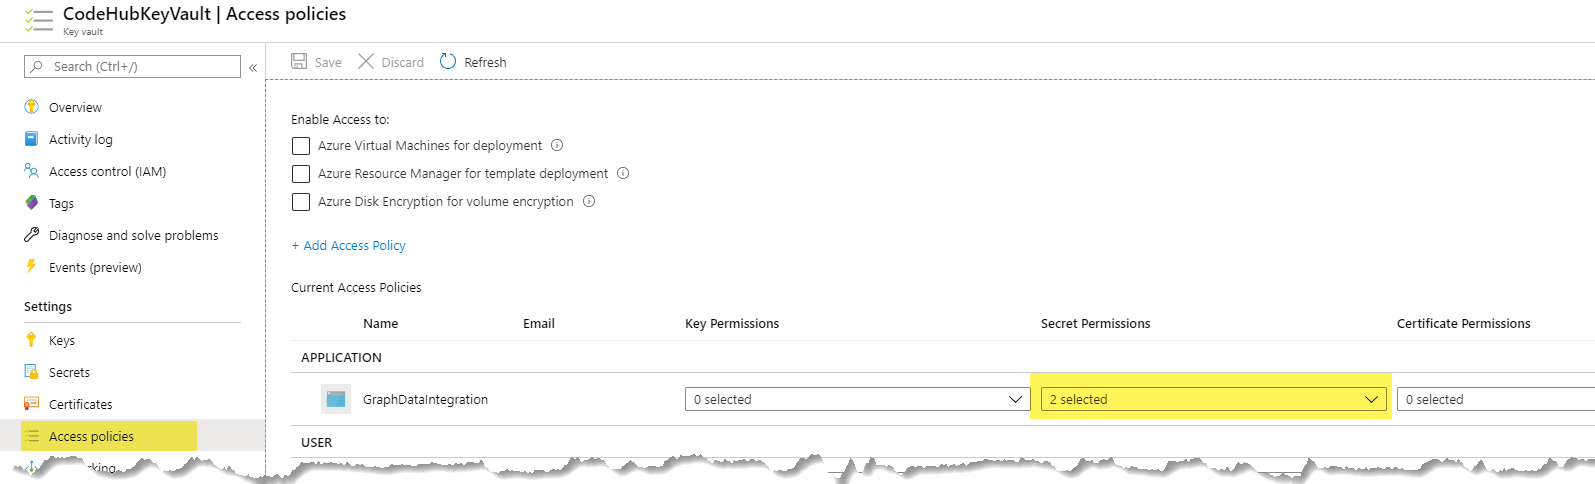 CodeHubKeyVault | Access policies
Key vault
Search (Ctrl+/)
«
Save
Discard
Refresh
Overview
Activity log
Access control (IAM)
Tags
Diagnose and solve problems
Events (preview)
Settings
Keys
Secrets
Certificates
Access policies
Enable Access to:
Azure Virtual Machines for deployment
Azure Resource Manager for template deployment
Azure Disk Encryption for volume encryption
+ Add Access Policy
Current Access Policies
Name Email Key Permissions Secret Permissions Certificate Permissions
APPLICATION
GraphDataIntegration 0 selected 2 selected 0 selected
USER